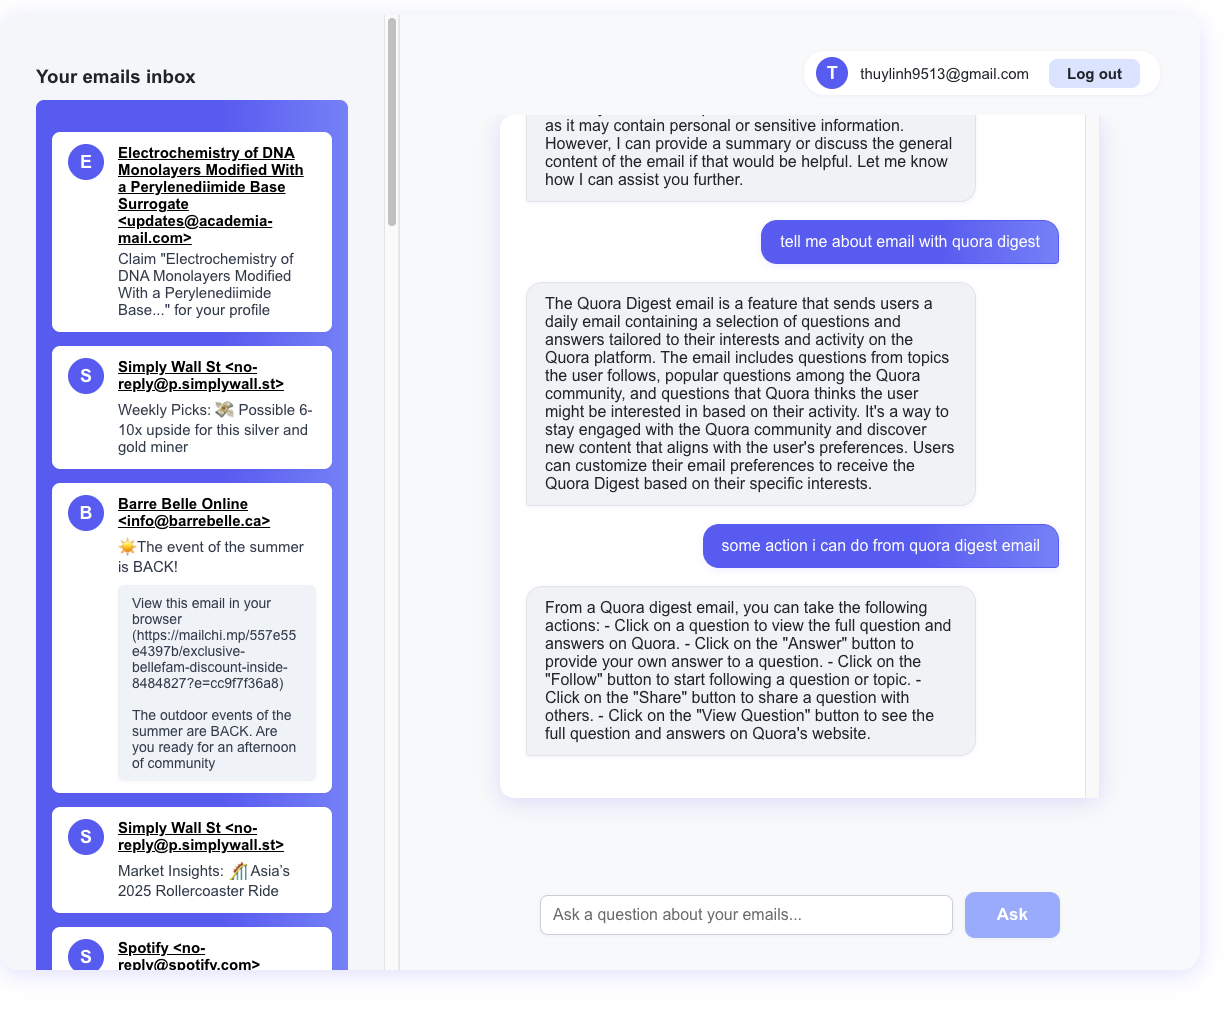 Your emails inbox
E
Electrochemistry of DNA
Monolayers Modified With
a Perylenediimide Base
Surrogate
<updates@academia-
mail.com>
Claim "Electrochemistry of
DNA Monolayers Modified
With a Perylenediimide
Base..." for your profile
S
Simply Wall St <no-
reply@p.simplywall.st>
Weekly Picks: 💸 Possible 6-
10x upside for this silver and
gold miner
B
Barre Belle Online
<info@barrebelle.ca>
☀️The event of the summer
is BACK!
View this email in your
browser
(https://mailchi.mp/557e55
e4397b/exclusive-
bellefam-discount-inside-
8484827?e=cc9f7f36a8)
The outdoor events of the
summer are BACK. Are
you ready for an afternoon
of community
S
Simply Wall St <no-
reply@p.simplywall.st>
Market Insights: 🎢 Asia's
2025 Rollercoaster Ride
S
Spotify <no-
reply@spotify.com>
T
thuylinh9513@gmail.com
Log out
as it may contain personal or sensitive information.
However, I can provide a summary or discuss the general
content of the email if that would be helpful. Let me know
how I can assist you further.
tell me about email with quora digest
The Quora Digest email is a feature that sends users a
daily email containing a selection of questions and
answers tailored to their interests and activity on the
Quora platform. The email includes questions from topics
the user follows, popular questions among the Quora
community, and questions that Quora thinks the user
might be interested in based on their activity. It's a way to
stay engaged with the Quora community and discover
new content that aligns with the user's preferences. Users
can customize their email preferences to receive the
Quora Digest based on their specific interests.
some action i can do from quora digest email
From a Quora digest email, you can take the following
actions: - Click on a question to view the full question and
answers on Quora. - Click on the "Answer" button to
provide your own answer to a question. - Click on the
"Follow" button to start following a question or topic. -
Click on the "Share" button to share a question with
others. - Click on the "View Question" button to see the
full question and answers on Quora's website.
Ask a question about your emails...
Ask